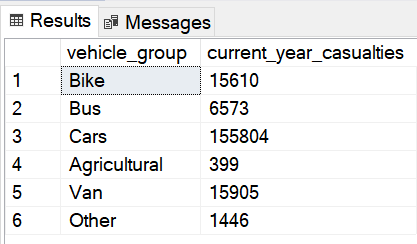 Results Messages
vehicle_group current_year_casualties
1 Bike 15610
2 Bus 6573
3 Cars 155804
4 Agricultural 399
5 Van 15905
6 Other 1446